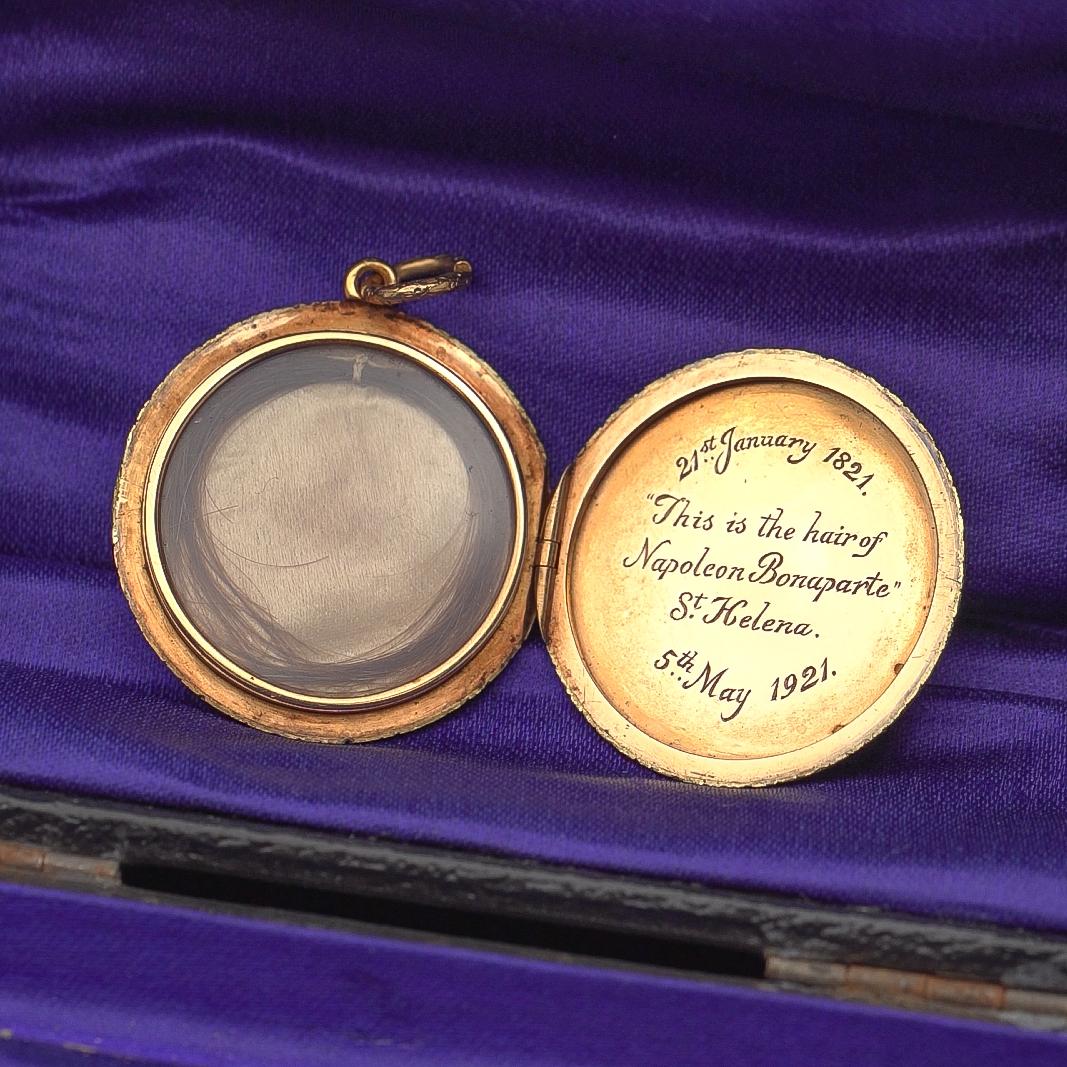 21st January 1821.
"This is the hair of
Napoleon Bonaparte"
St Helena.
5th May 1921.